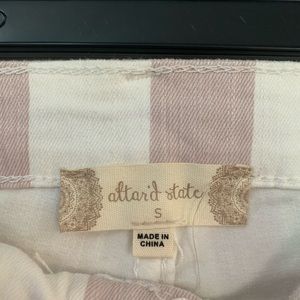 altar'd state
S
MADE IN
CHINA